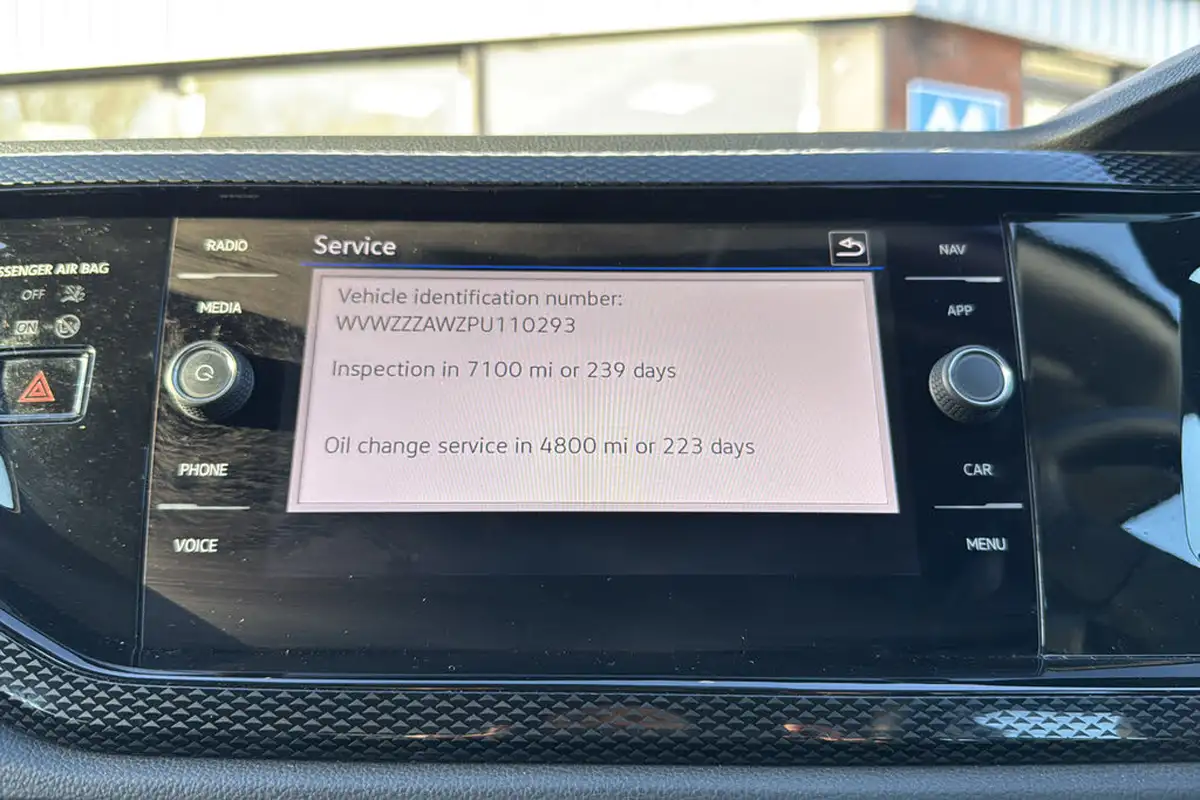 RADIO
Service
NAV
SSENGER AIR BAG
OFF
MEDIA
Vehicle identification number:
WVWZZZAWZPU110293
APP
ON
Inspection in 7100 mi or 239 days
Oil change service in 4800 mi or 223 days
PHONE
CAR
VOICE
MENU